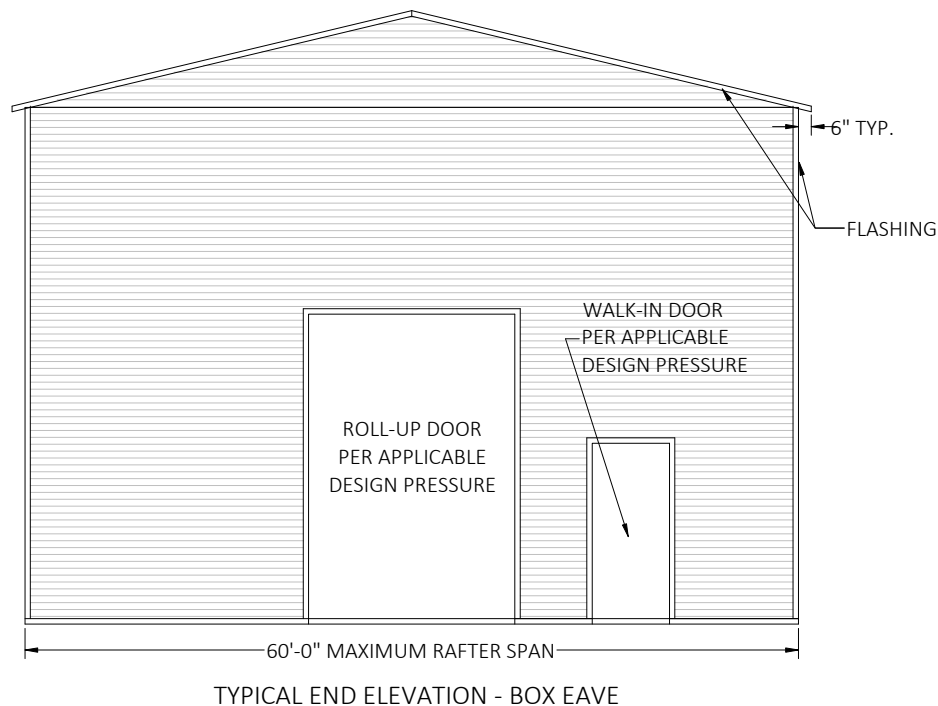 6" TYP.
FLASHING
WALK-IN DOOR
PER APPLICABLE
DESIGN PRESSURE
ROLL-UP DOOR
PER APPLICABLE
DESIGN PRESSURE
60'-0" MAXIMUM RAFTER SPAN
TYPICAL END ELEVATION - BOX EAVE